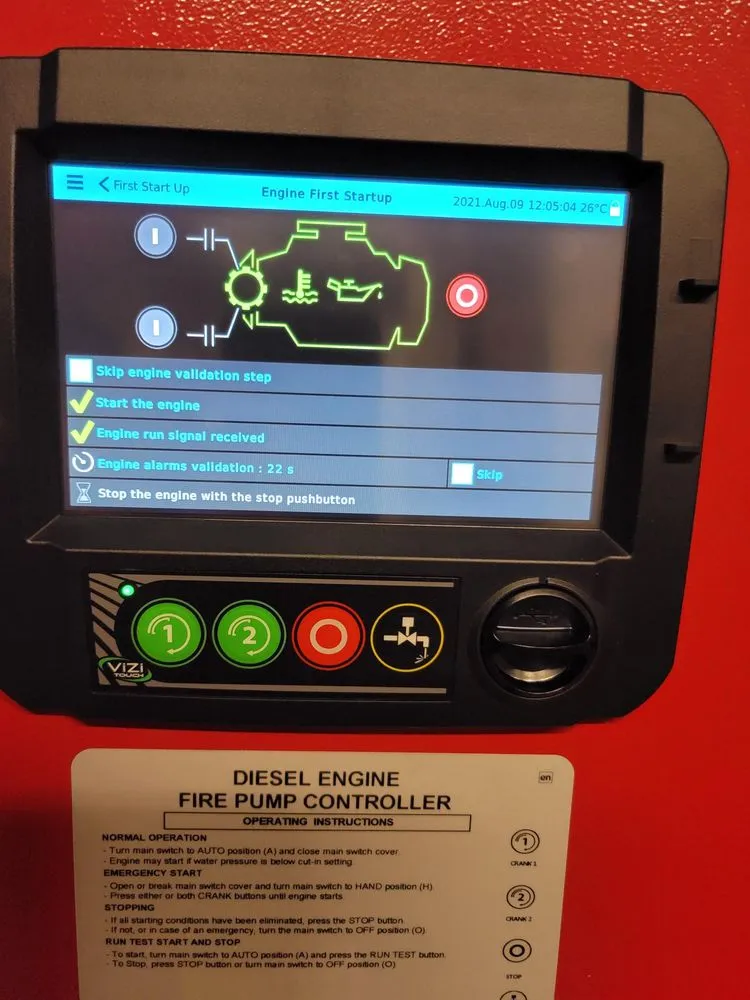 First Start Up
Engine First Startup
2021.Aug.09 12:05:04 26°C
Skip engine validation step
Start the engine
Engine run signal received
Engine alarms validation : 22 s
Skip
Stop the engine with the stop pushbutton
1
2
ViZi
TOUCH
DIESEL ENGINE
en
FIRE PUMP CONTROLLER
OPERATING INSTRUCTIONS
NORMAL OPERATION
- Turn main switch to AUTO position (A) and close main switch cover
- Engine may start if water pressure is below cut-in setting
1
CRANK 1
EMERGENCY START
- Open or break main switch cover and turn main switch to HAND position (H)
- Press either or both CRANK buttons until engine starts
2
CRANK 2
STOPPING
- If all starting conditions have been eliminated, press the STOP button
- If not, or in case of an emergency, turn the main switch to OFF position (O)
RUN TEST START AND STOP
- To start, turn main switch to AUTO position (A) and press the RUN TEST button.
- To Stop, press STOP button or turn main switch to OFF position (O)
STOP